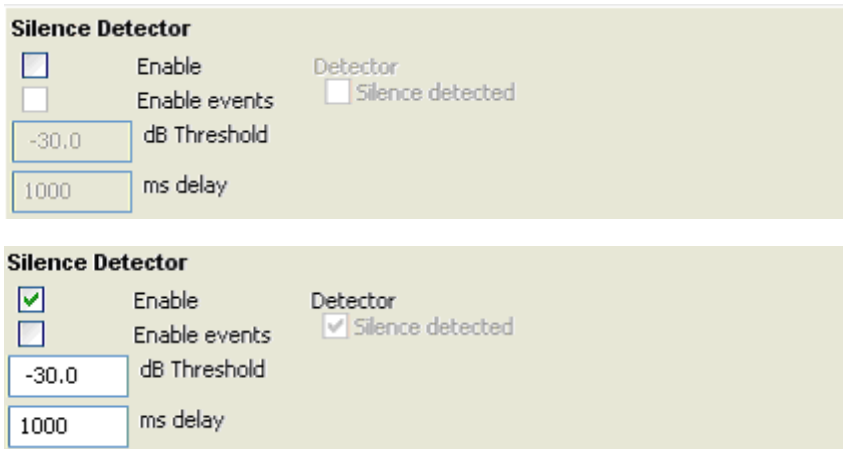 Silence Detector
Enable Detector
Enable events Silence detected
-30.0 dB Threshold
1000 ms delay
Silence Detector
Enable Detector
Enable events Silence detected
-30.0 dB Threshold
1000 ms delay